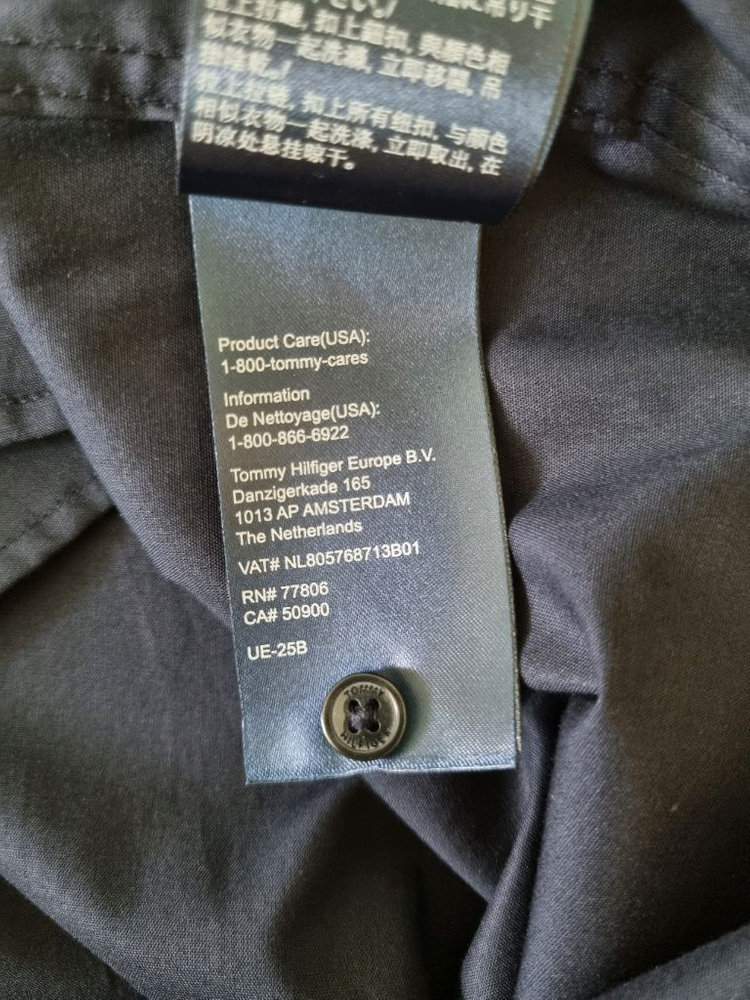 干
拉上拉鏈, 扣上鈕扣, 與顏色相
似衣物一起洗滌, 立即移開, 吊
拉上拉链, 扣上所有纽扣, 与颜色
相似衣物一起洗涤, 立即取出, 在
阴凉处悬挂晾干。
Product Care(USA):
1-800-tommy-cares
Information
De Nettoyage(USA):
1-800-866-6922
Tommy Hilfiger Europe B.V.
Danzigerkade 165
1013 AP AMSTERDAM
The Netherlands
VAT# NL805768713B01
RN# 77806
CA# 50900
UE-25B
TOMMY
HILFIGER